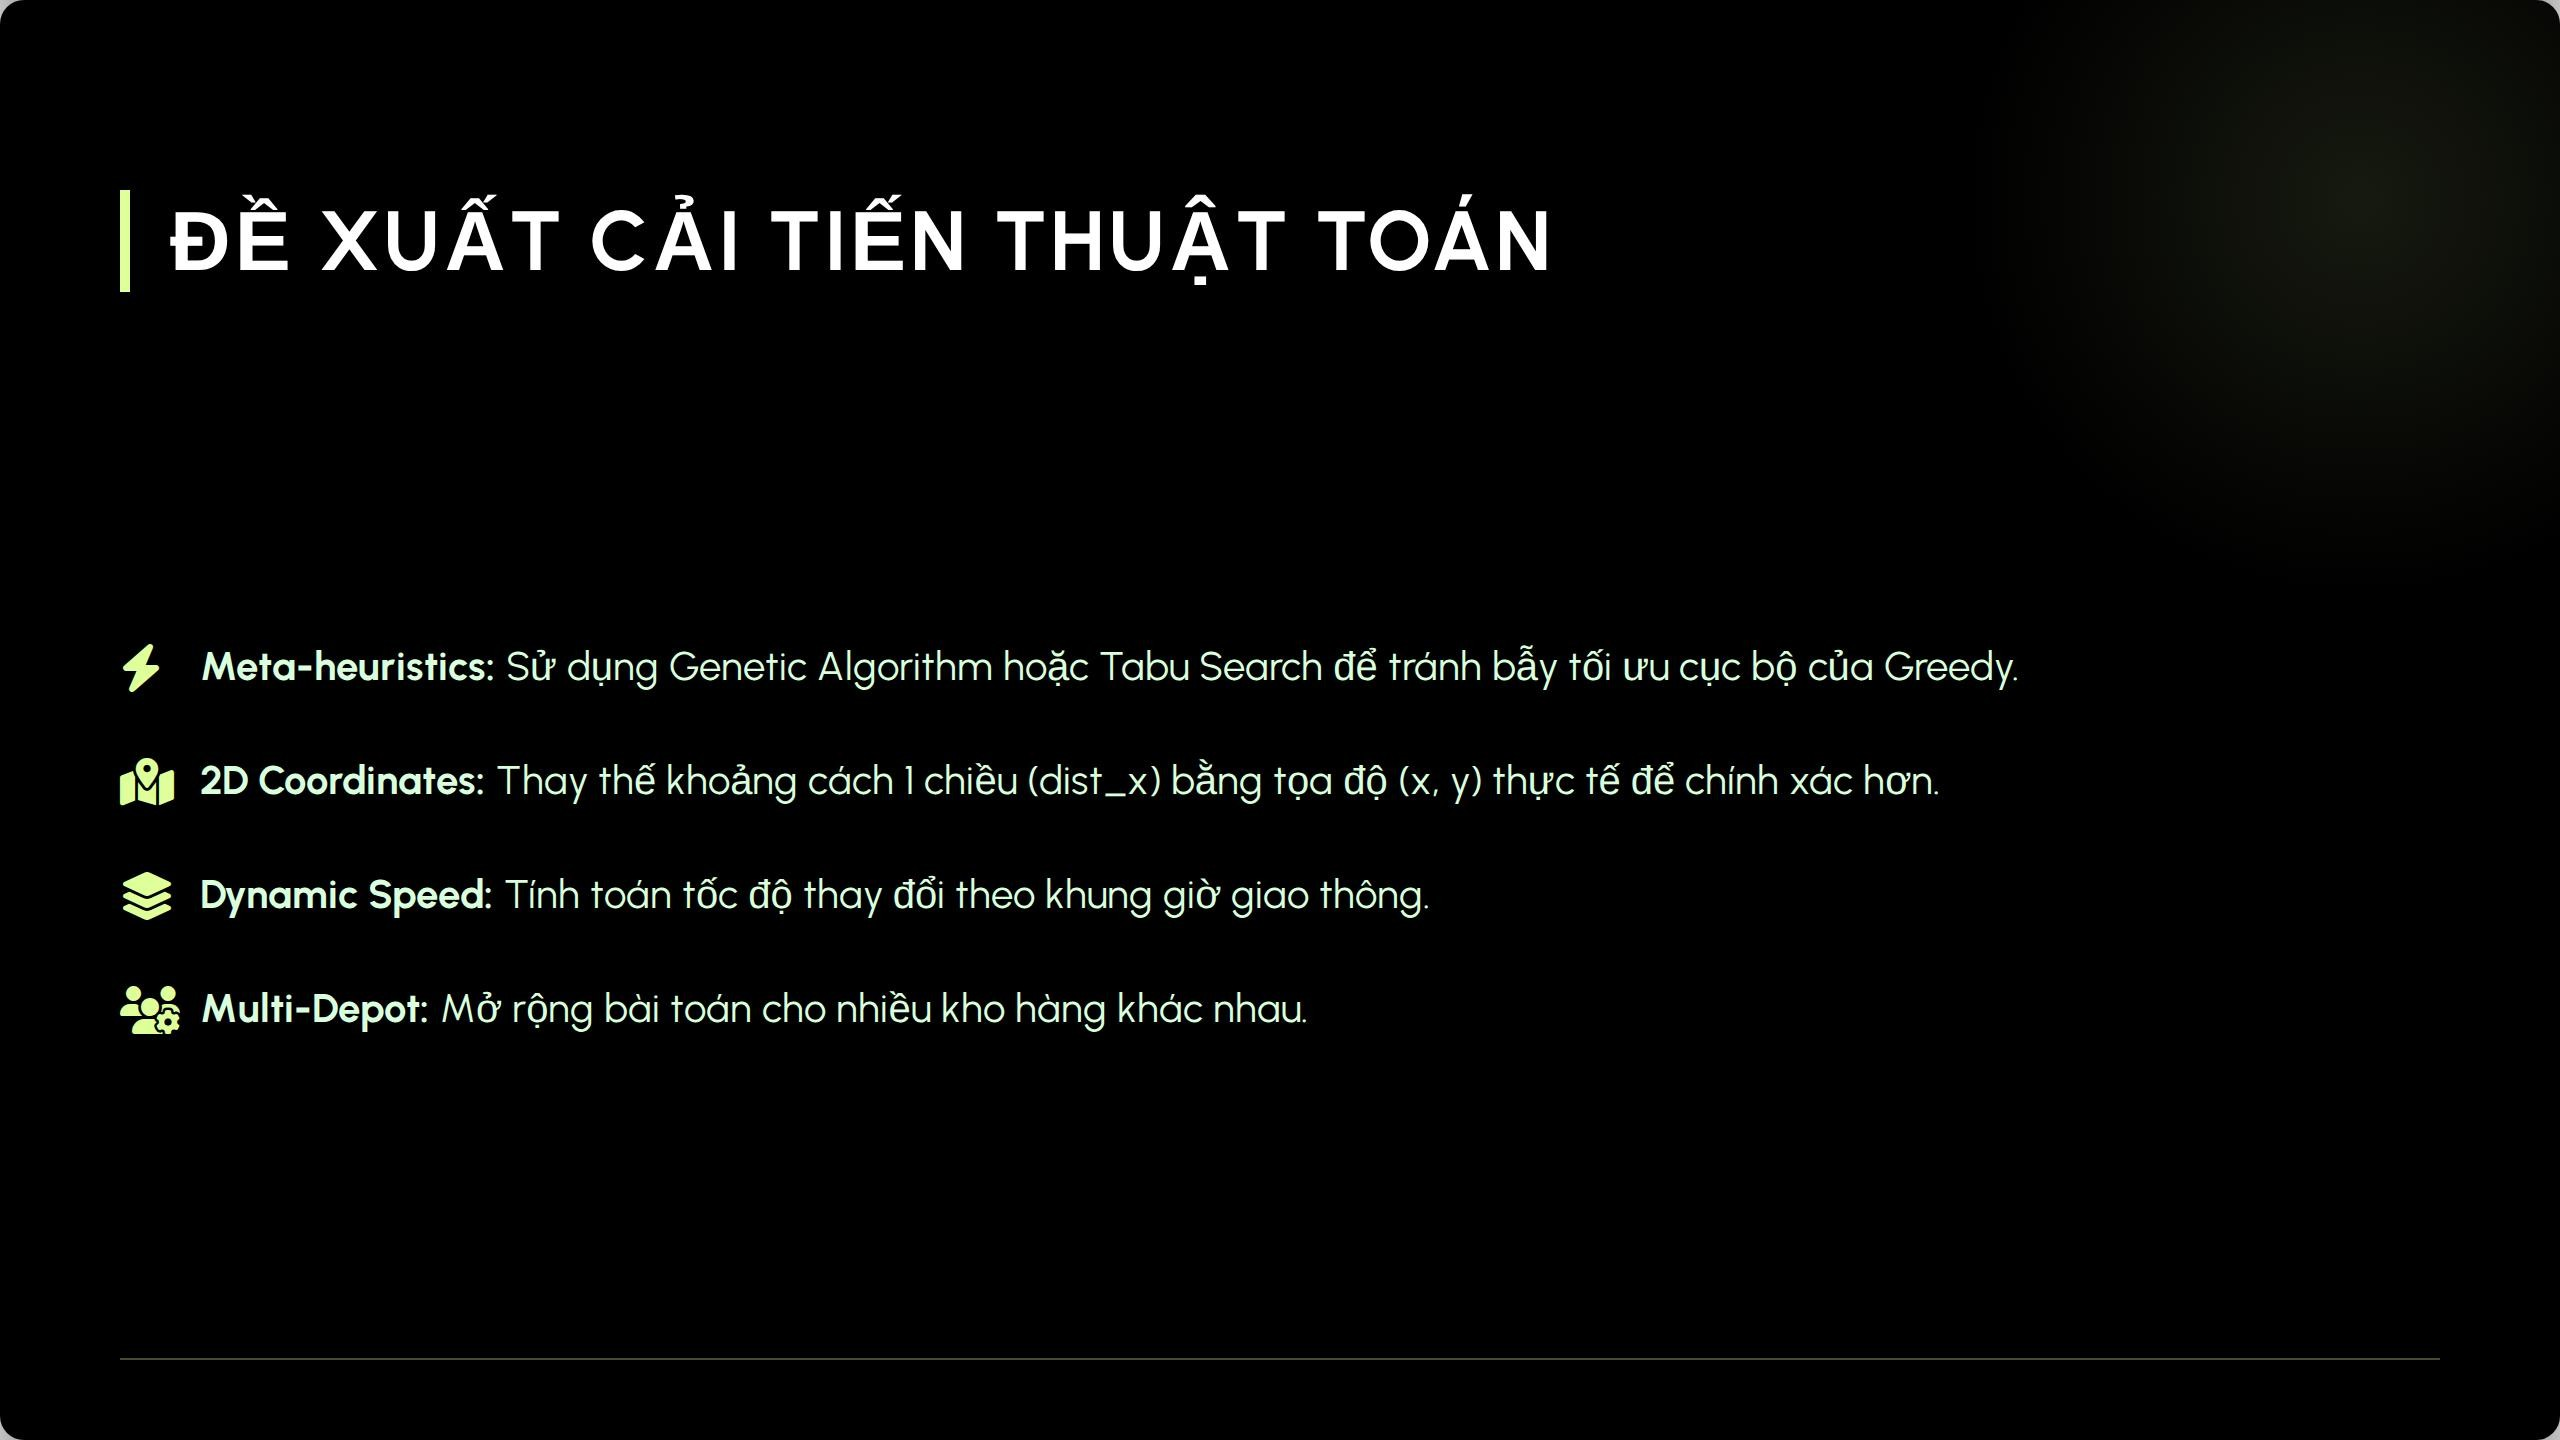 ĐỀ XUẤT CẢI TIẾN THUẬT TOÁN
Meta-heuristics: Sử dụng Genetic Algorithm hoặc Tabu Search để tránh bẫy tối ưu cục bộ của Greedy.
2D Coordinates: Thay thế khoảng cách 1 chiều (dist_x) bằng tọa độ (x, y) thực tế để chính xác hơn.
Dynamic Speed: Tính toán tốc độ thay đổi theo khung giờ giao thông.
Multi-Depot: Mở rộng bài toán cho nhiều kho hàng khác nhau.